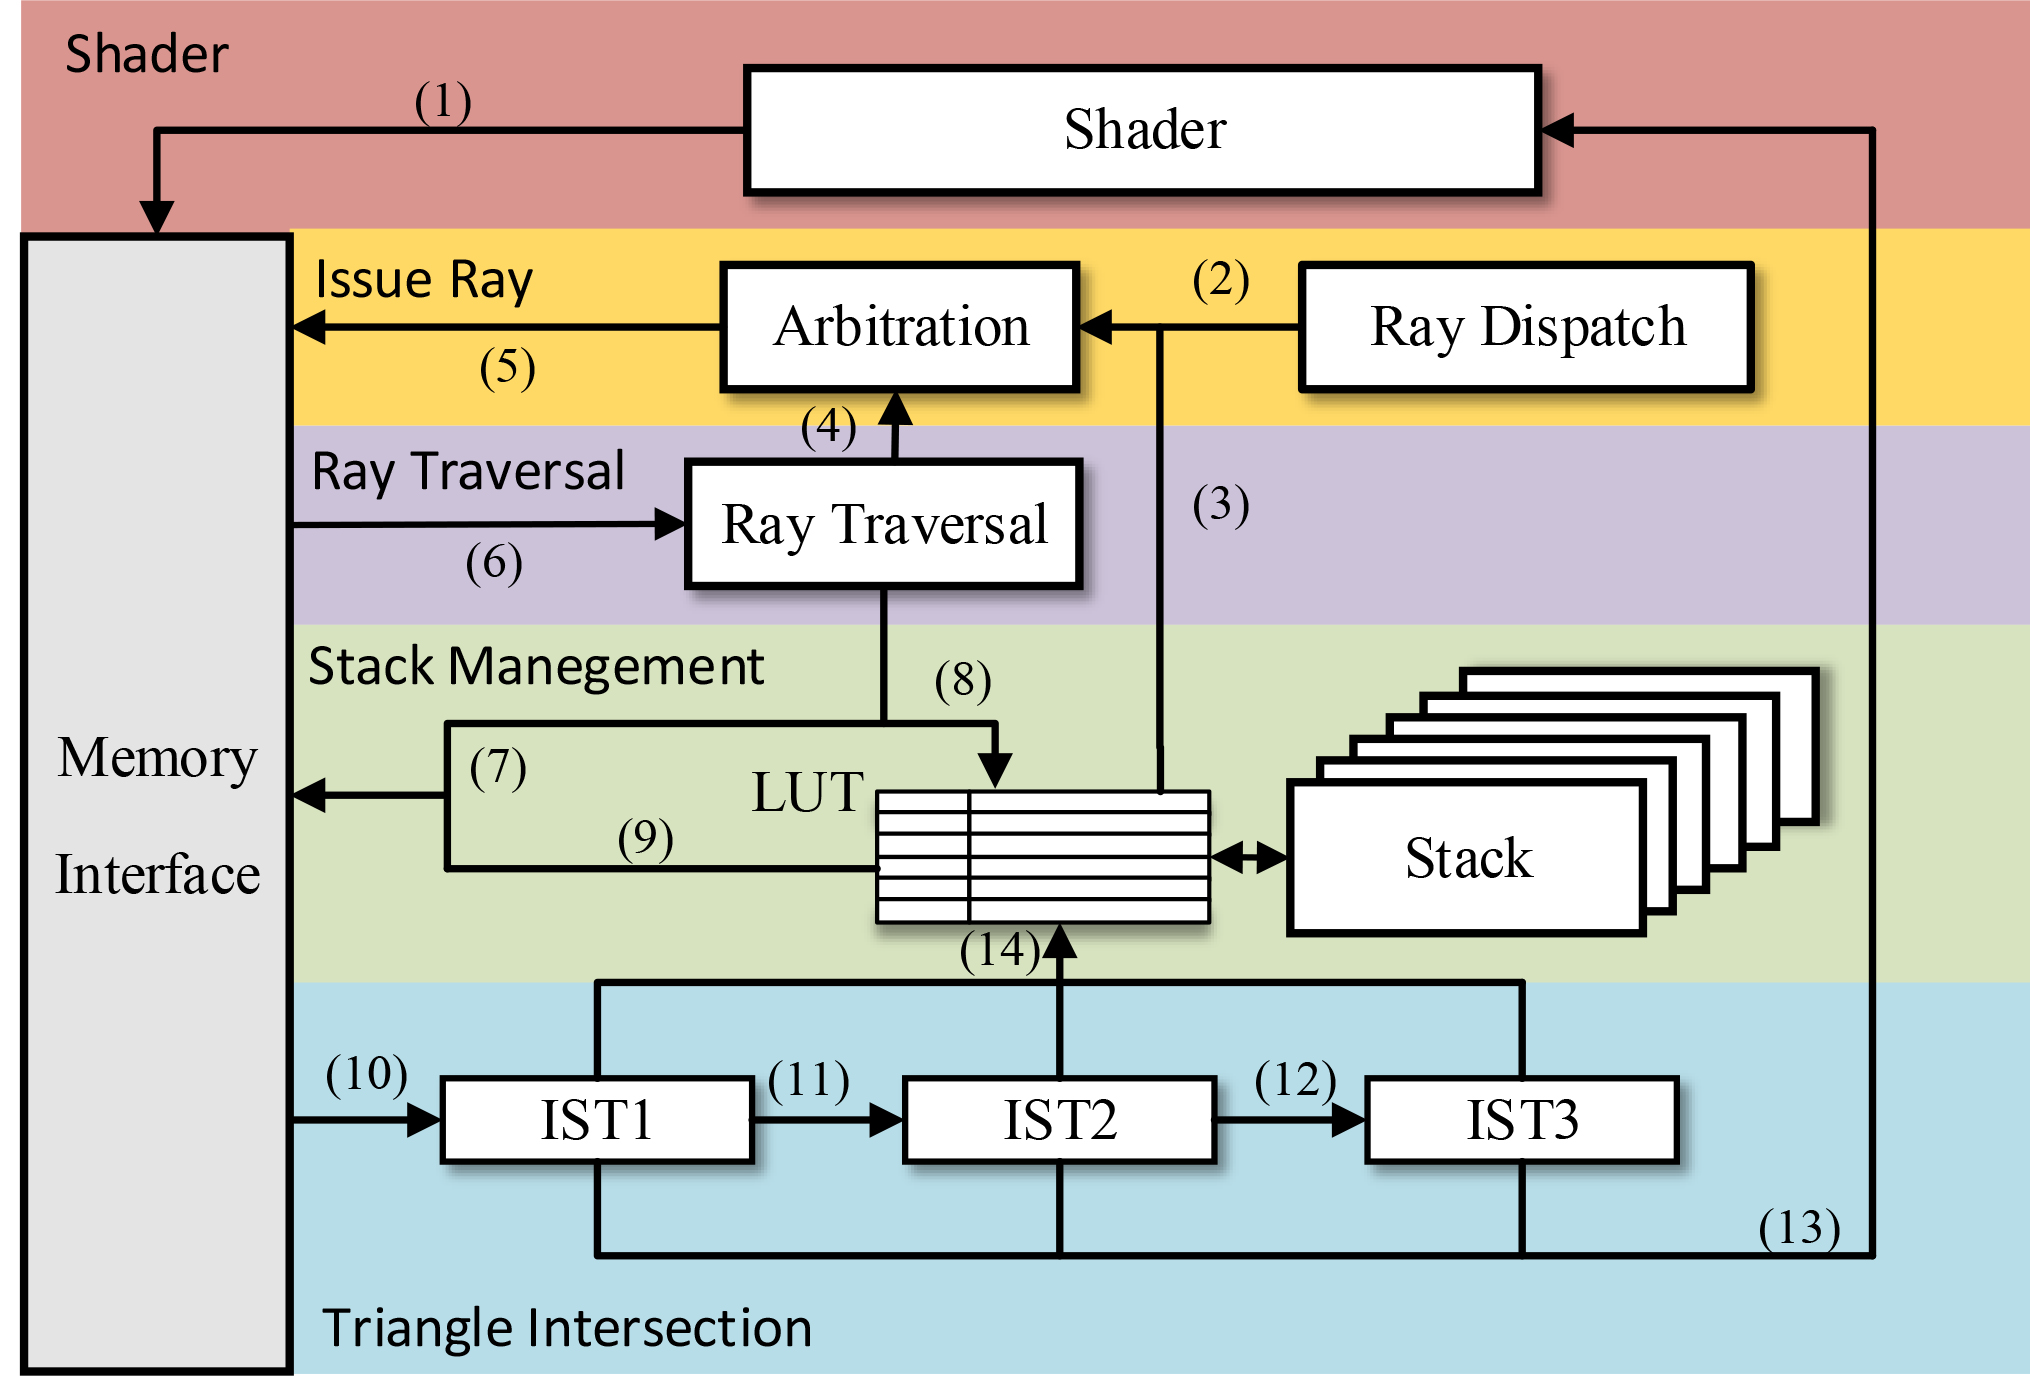 Shader
(1)
Shader
Issue Ray
Arbitration
(2)
Ray Dispatch
(5)
(4)
Ray Traversal
Ray Traversal
(3)
(6)
Stack Manegement
(8)
(7)
LUT
Memory
Interface
(9)
Stack
(14)
(10)
IST1
(11)
IST2
(12)
IST3
(13)
Triangle Intersection